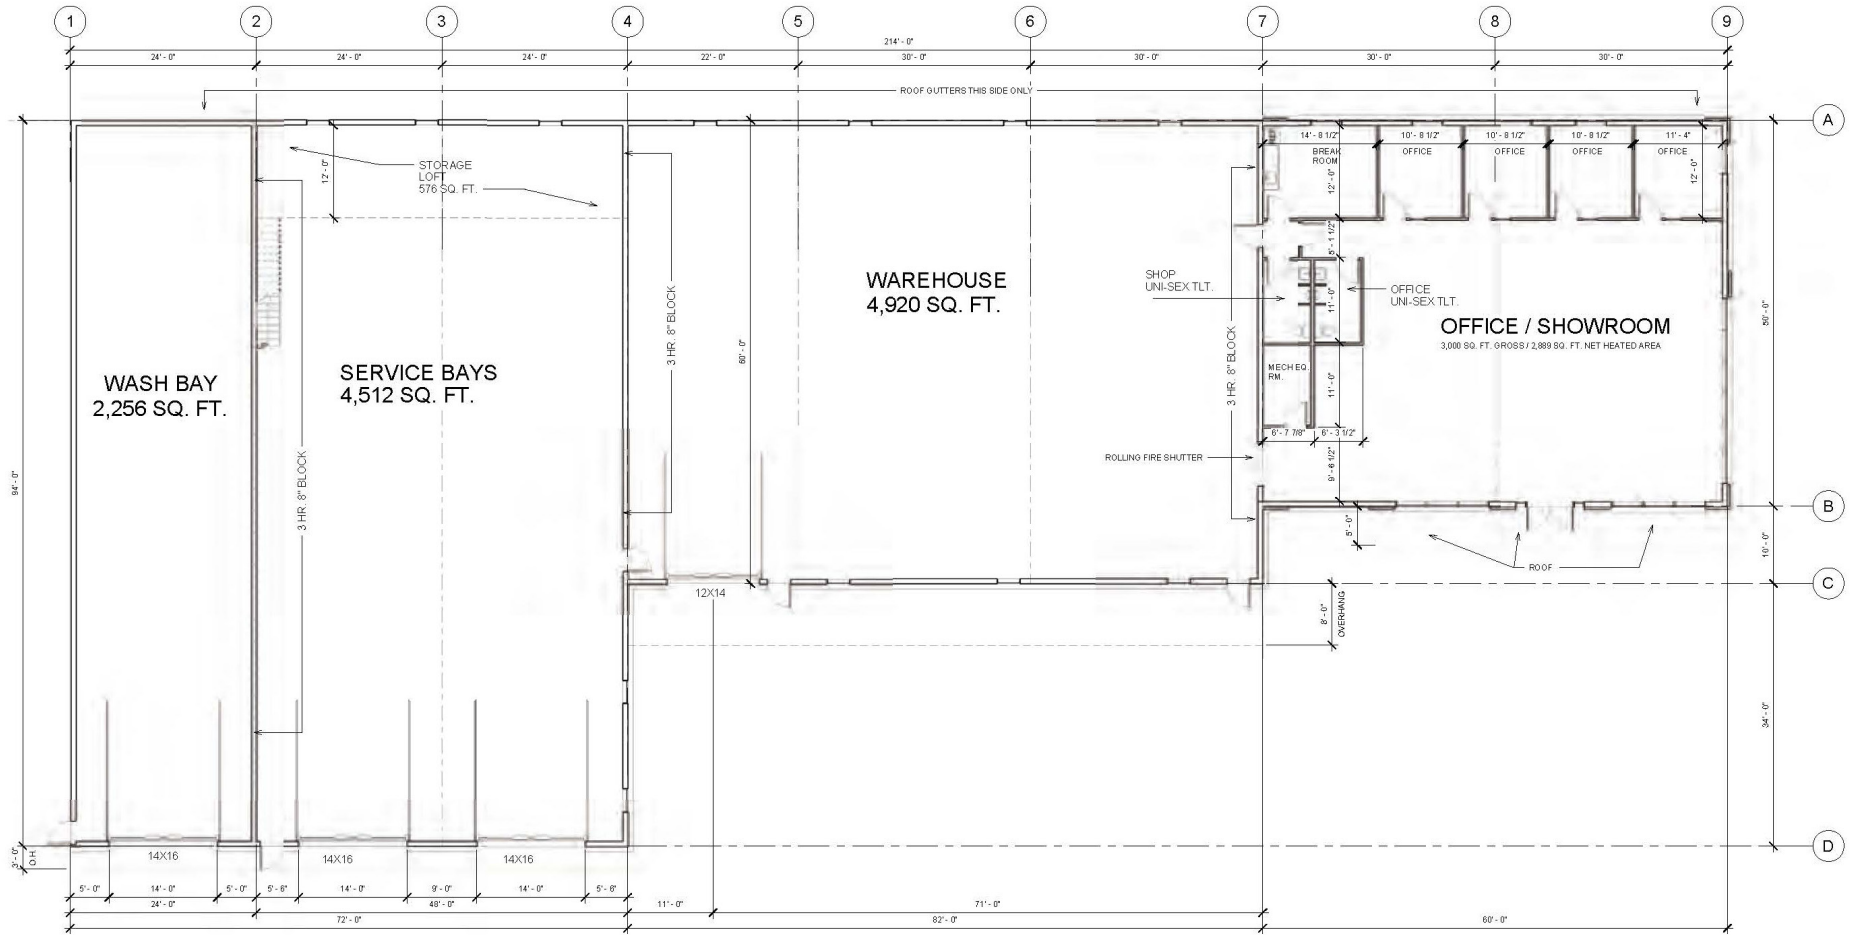 1 2 3 4 5 6 7 8 9
214' - 0"
24' - 0" 24' - 0" 24' - 0" 22' - 0" 30' - 0" 30' - 0" 30' - 0" 30' - 0"
ROOF GUTTERS THIS SIDE ONLY
A
14' - 8 1/2" 10' - 8 1/2" 10' - 8 1/2" 10' - 8 1/2" 11' - 4"
BREAK
ROOM
OFFICE
OFFICE
OFFICE
OFFICE
12' - 0"
12' - 0"
12' - 0"
STORAGE
LOFT
576 SQ. FT.
5' - 1 1/2"
WAREHOUSE
4,920 SQ. FT.
SHOP
UNI-SEX TLT.
OFFICE
UNI-SEX TLT.
11' - 0"
3 HR. 8" BLOCK
60' - 0"
3 HR. 8" BLOCK
50' - 0"
OFFICE / SHOWROOM
3,000 SQ. FT. GROSS / 2,889 SQ. FT. NET HEATED AREA
WASH BAY
2,256 SQ. FT.
SERVICE BAYS
4,512 SQ. FT.
MECH EQ.
RM.
11' - 0"
6' - 7 7/8" 6' - 3 1/2"
ROLLING FIRE SHUTTER
9' - 6 1/2"
94' - 0"
3 HR. 8" BLOCK
B
5' - 0"
10' - 0"
ROOF
C
12X14
8' - 0"
OVERHANG
34' - 0"
D
3' - 0"
O.H.
14X16
14X16
14X16
5' - 0" 14' - 0" 5' - 0" 5' - 6" 14' - 0" 9' - 0" 14' - 0" 5' - 6"
24' - 0" 48' - 0" 11' - 0" 71' - 0"
72' - 0" 82' - 0" 60' - 0"